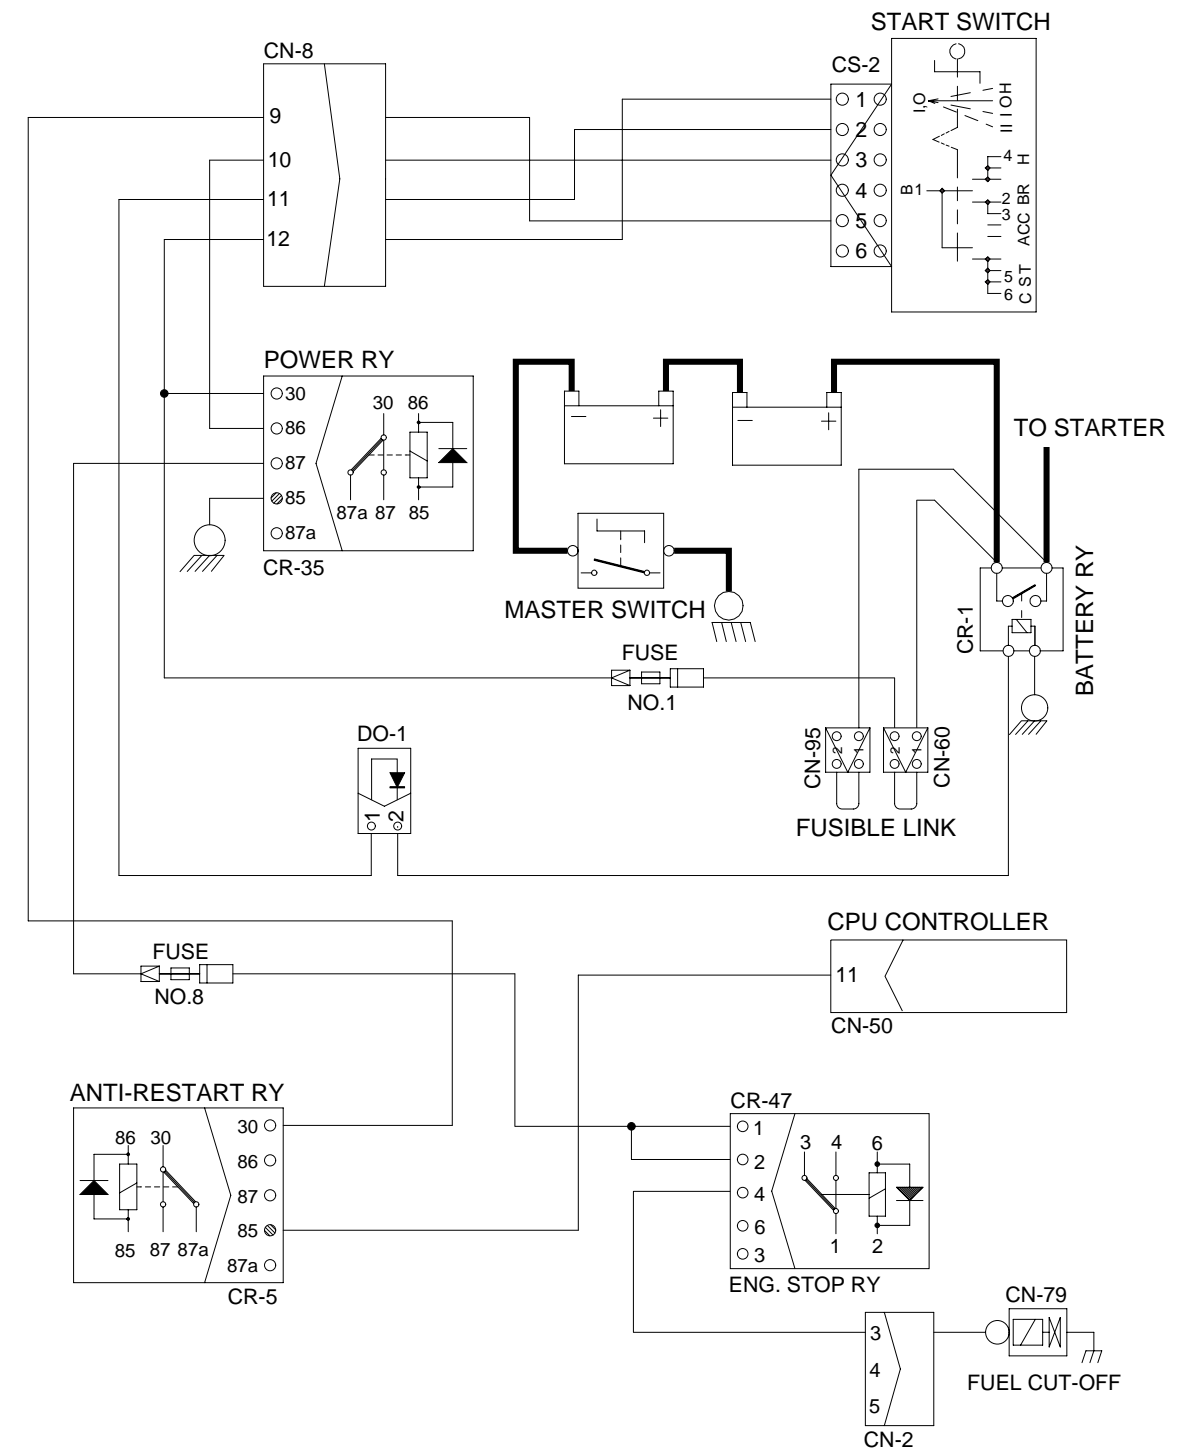 START SWITCH
CN-8
CS-2
9
10
11
12
1
2
3
4
5
6
I,O
H
O
I
II
B1
4
H
2
BR
3
ACC
5
ST
6
C
POWER RY
30
86
87
85
87a
30 86
87a 87 85
CR-35
− +
− +
TO STARTER
MASTER SWITCH
CR-1
BATTERY RY
FUSE
NO.1
DO-1
1 2
CN-95
2 1
2 1
CN-60
FUSIBLE LINK
CPU CONTROLLER
11
CN-50
FUSE
NO.8
ANTI-RESTART RY
86 30
85 87 87a
30
86
87
85
87a
CR-5
CR-47
1
2
4
6
3
3 4 6
1 2
ENG. STOP RY
CN-79
3
4
5
FUEL CUT-OFF
CN-2